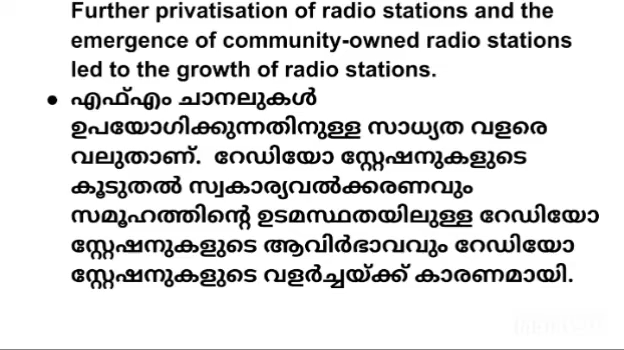 Further privatisation of radio stations and the
emergence of community-owned radio stations
led to the growth of radio stations.
● എഫ്എം ചാനലുകൾ
ഉപയോഗിക്കുന്നതിനുള്ള സാധ്യത വളരെ
വലുതാണ്. റേഡിയോ സ്റ്റേഷനുകളുടെ
കൂടുതൽ സ്വകാര്യവൽക്കരണവും
സമൂഹത്തിന്റെ ഉടമസ്ഥതയിലുള്ള റേഡിയോ
സ്റ്റേഷനുകളുടെ ആവിർഭാവവും റേഡിയോ
സ്റ്റേഷനുകളുടെ വളർച്ചയ്ക്ക് കാരണമായി.